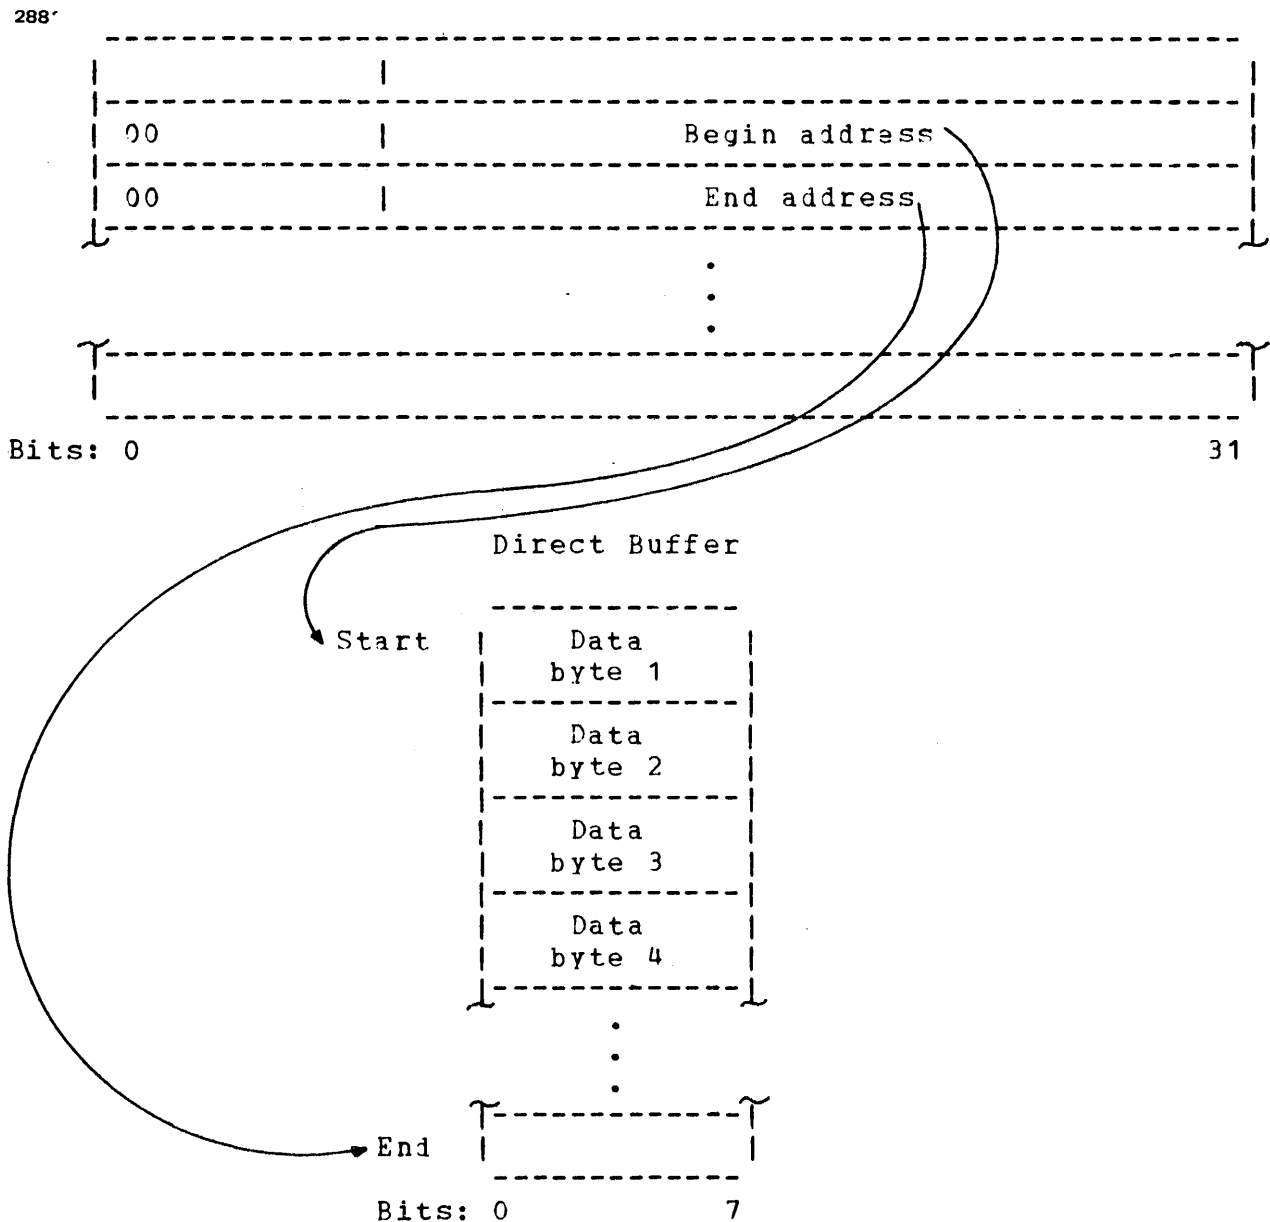 288
00 Begin address
00 End address
Bits: 0 31
Direct Buffer
Start Data
byte 1
Data
byte 2
Data
byte 3
Data
byte 4
End
Bits: 0 7